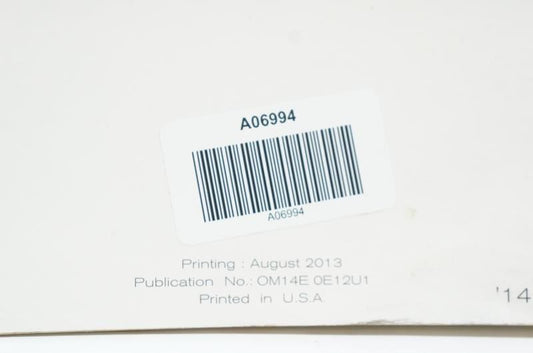 A06994
A06994
Printing : August 2013
Publication No.: OM14E 0E12U1
Printed in U.S.A.
'14